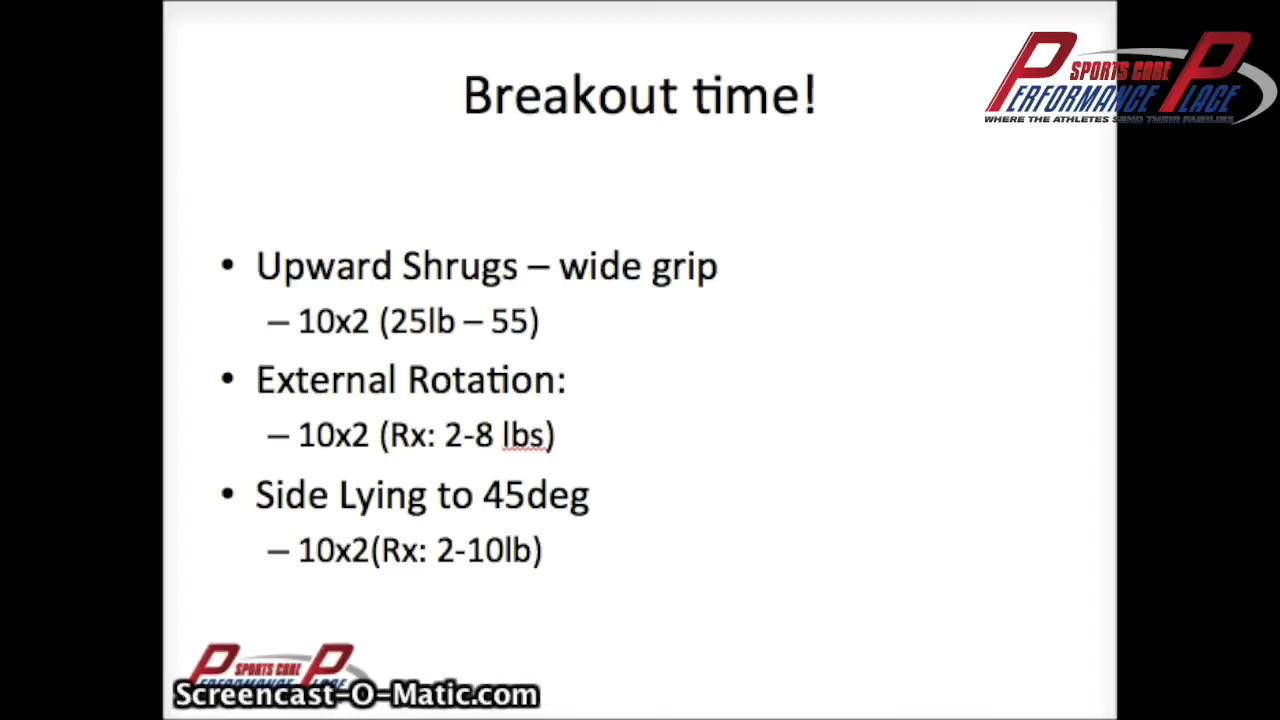 Breakout time!
SPORTS CARE
PERFORMANCE PLACE
WHERE THE ATHLETES SEND THEIR FAMILIES
• Upward Shrugs – wide grip
– 10x2 (25lb – 55)
• External Rotation:
– 10x2 (Rx: 2-8 lbs)
• Side Lying to 45deg
– 10x2(Rx: 2-10lb)
SPORTS CARE
PERFORMANCE PLACE
Screencast-O-Matic.com